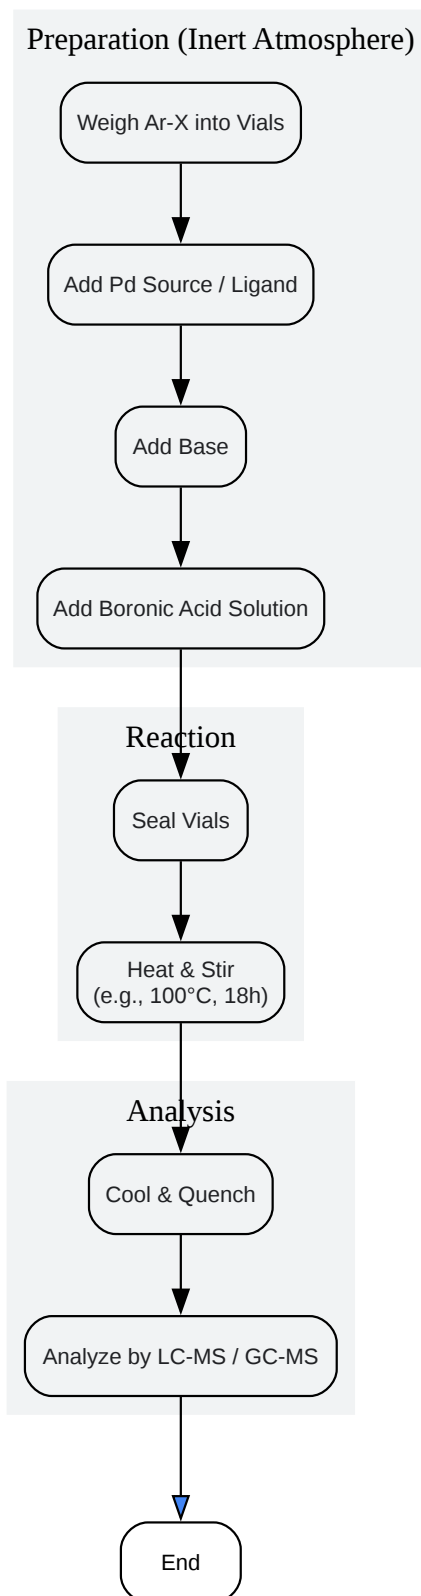 Preparation (Inert Atmosphere)
Weigh Ar-X into Vials
Add Pd Source / Ligand
Add Base
Add Boronic Acid Solution
Reaction
Seal Vials
Heat & Stir
(e.g., 100°C, 18h)
Analysis
Cool & Quench
Analyze by LC-MS / GC-MS
End